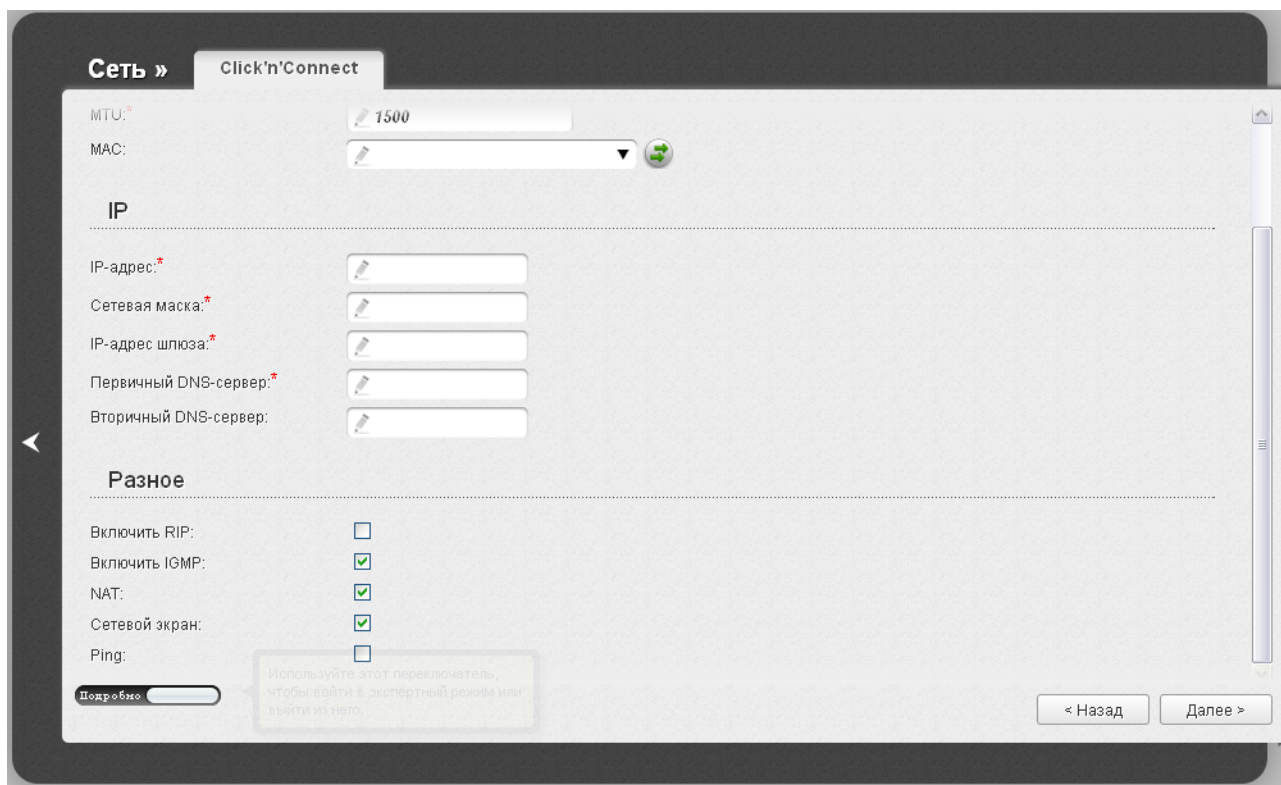 Сеть »
Click'n'Connect
MTU:* 1500
MAC:
IP
IP-адрес:*
Сетевая маска:*
IP-адрес шлюза:*
Первичный DNS-сервер:*
Вторичный DNS-сервер:
Разное
Включить RIP:
Включить IGMP:
NAT:
Сетевой экран:
Ping:
Используйте этот переключатель,
чтобы войти в экспертный режим или
выйти из него.
Подробно
< Назад
Далее >